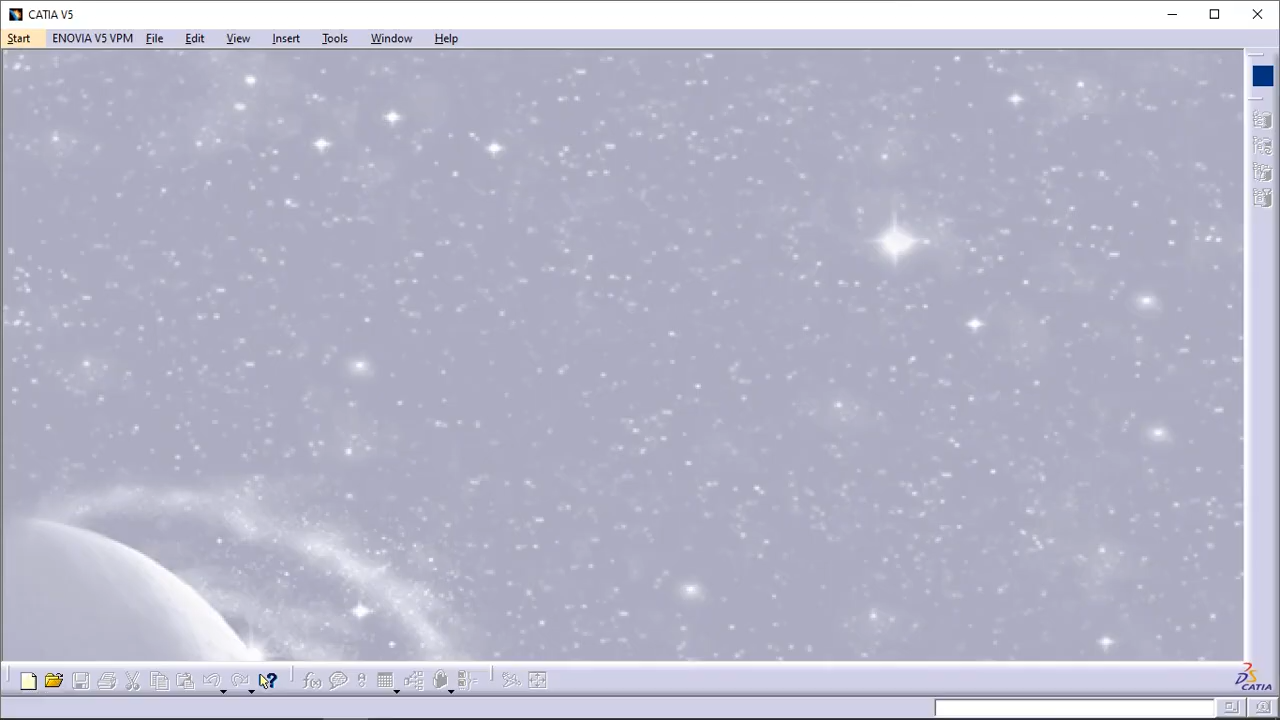 CATIA V5
Start ENOVIA V5 VPM File Edit View Insert Tools Window Help
f(x)
CATIA